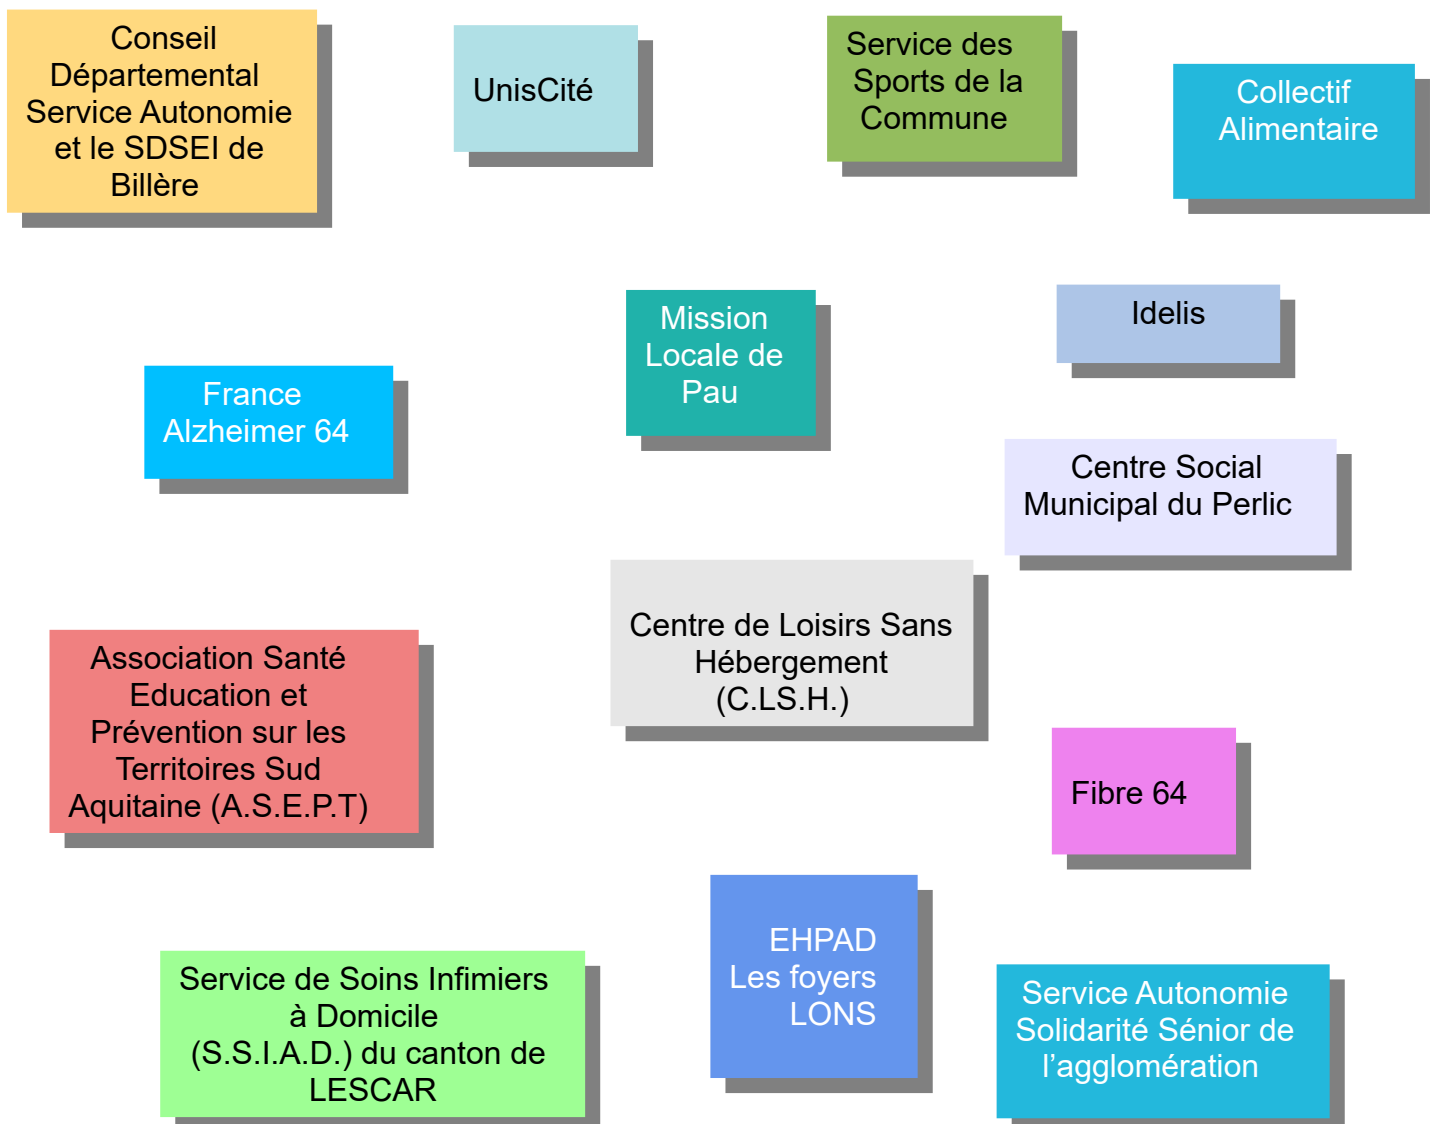 Conseil
Départemental
Service Autonomie
et le SDSEI de
Billère
UnisCité
Service des
Sports de la
Commune
Collectif
Alimentaire
Mission
Locale de
Pau
Idelis
France
Alzheimer 64
Centre Social
Municipal du Perlic
Centre de Loisirs Sans
Hébergement
(C.LS.H.)
Association Santé
Education et
Prévention sur les
Territoires Sud
Aquitaine (A.S.E.P.T)
Fibre 64
EHPAD
Les foyers
LONS
Service de Soins Infimiers
à Domicile
(S.S.I.A.D.) du canton de
LESCAR
Service Autonomie
Solidarité Sénior de
l’agglomération